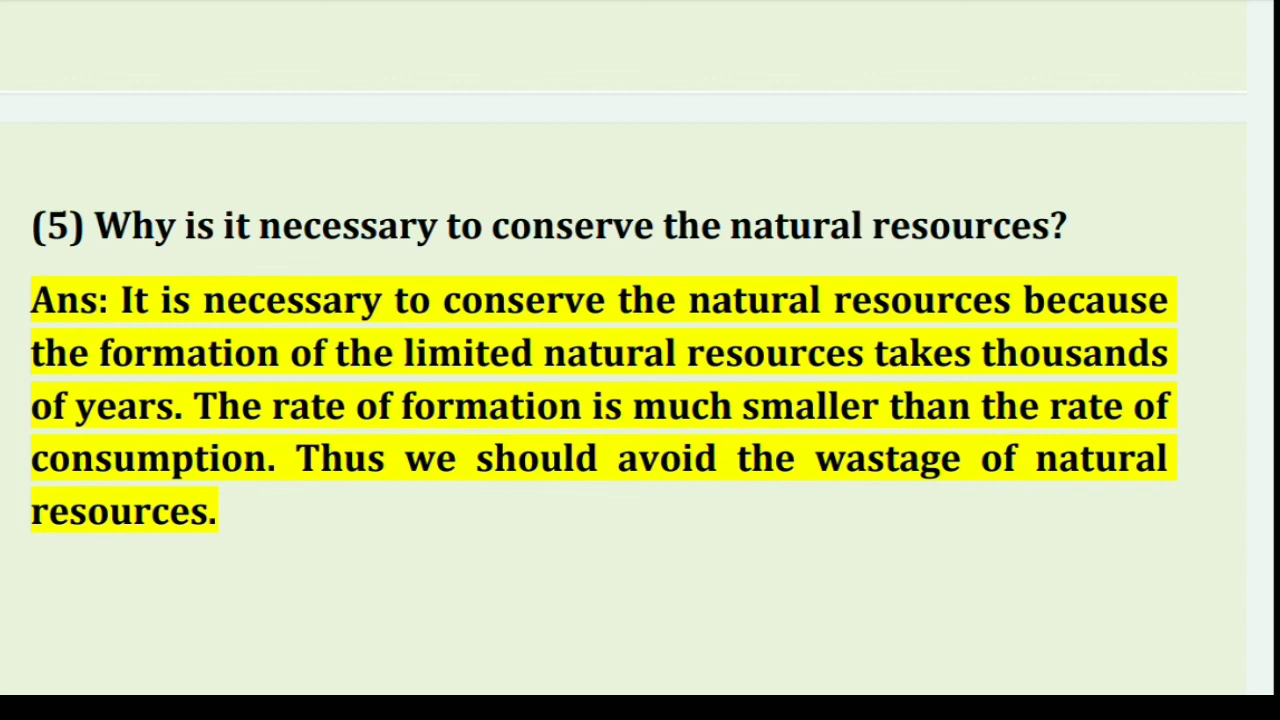 (5) Why is it necessary to conserve the natural resources?
Ans: It is necessary to conserve the natural resources because
the formation of the limited natural resources takes thousands
of years. The rate of formation is much smaller than the rate of
consumption. Thus we should avoid the wastage of natural
resources.